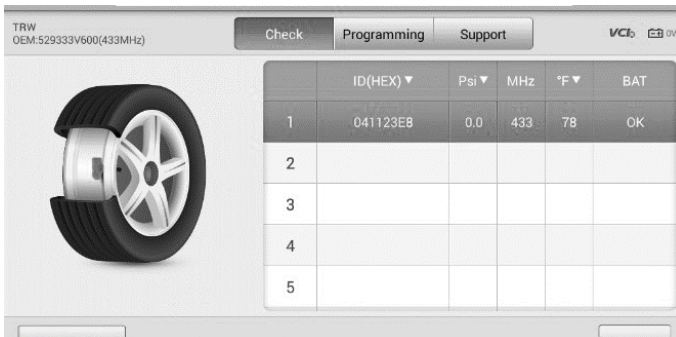 TRW
OEM:529333V600(433MHz)
Check Programming Support VCI 0V
ID(HEX) ▼ Psi ▼ MHz °F ▼ BAT
1 041123E8 0.0 433 78 OK
2
3
4
5